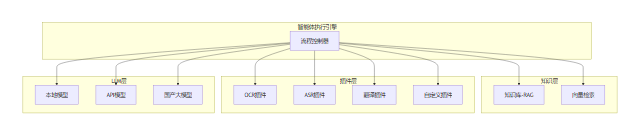 智能体执行引擎
流程控制器
LLM层
插件层
知识层
本地模型
API模型
国产大模型
OCR插件
ASR插件
翻译插件
自定义插件
知识库-RAG
向量检索